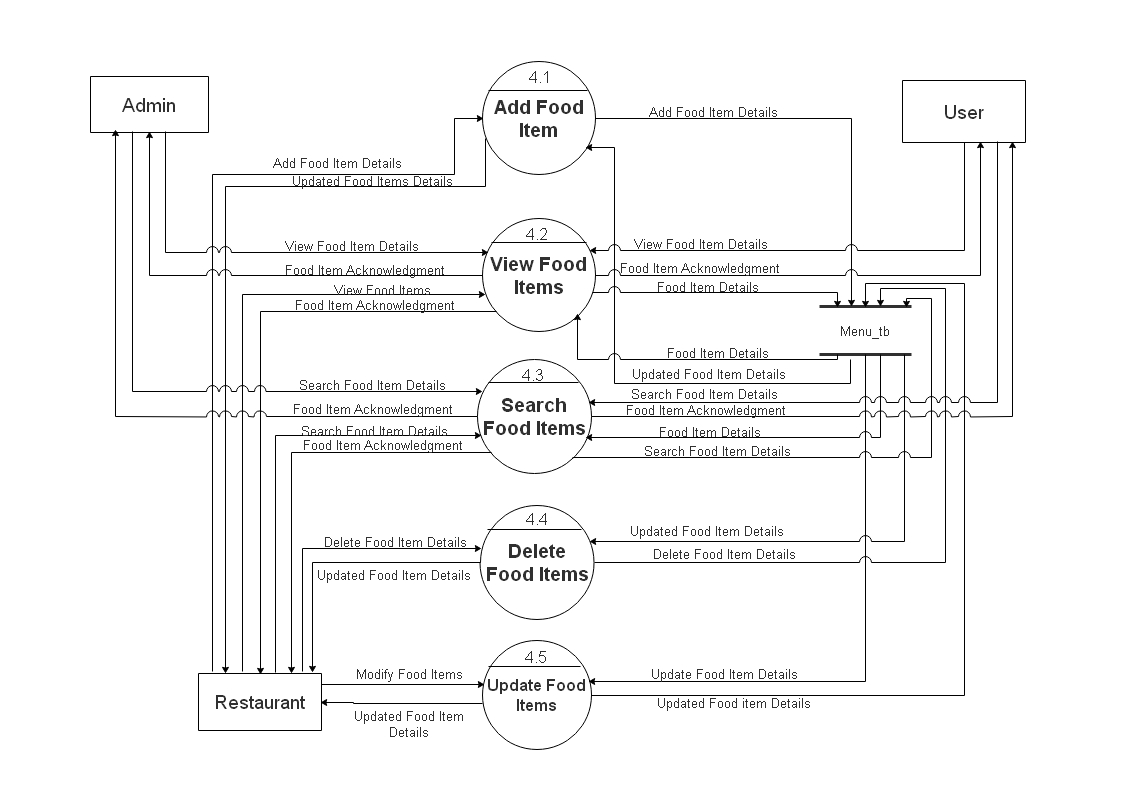 4.1
Admin
Add Food
Item
Add Food Item Details
User
Add Food Item Details
Updated Food Items Details
4.2
View Food Item Details
View Food
Items
View Food Item Details
Food Item Acknowledgment
Food Item Acknowledgment
View Food Items
Food Item Details
Food Item Acknowledgment
Menu_tb
Food Item Details
4.3
Updated Food Item Details
Search Food Item Details
Search
Food Items
Search Food Item Details
Food Item Acknowledgment
Food Item Acknowledgment
Search Food Item Details
Food Item Details
Food Item Acknowledgment
Search Food Item Details
4.4
Delete Food Item Details
Delete
Food Items
Updated Food Item Details
Updated Food Item Details
Delete Food Item Details
4.5
Modify Food Items
Update Food
Items
Update Food Item Details
Restaurant
Updated Food item Details
Updated Food Item
Details